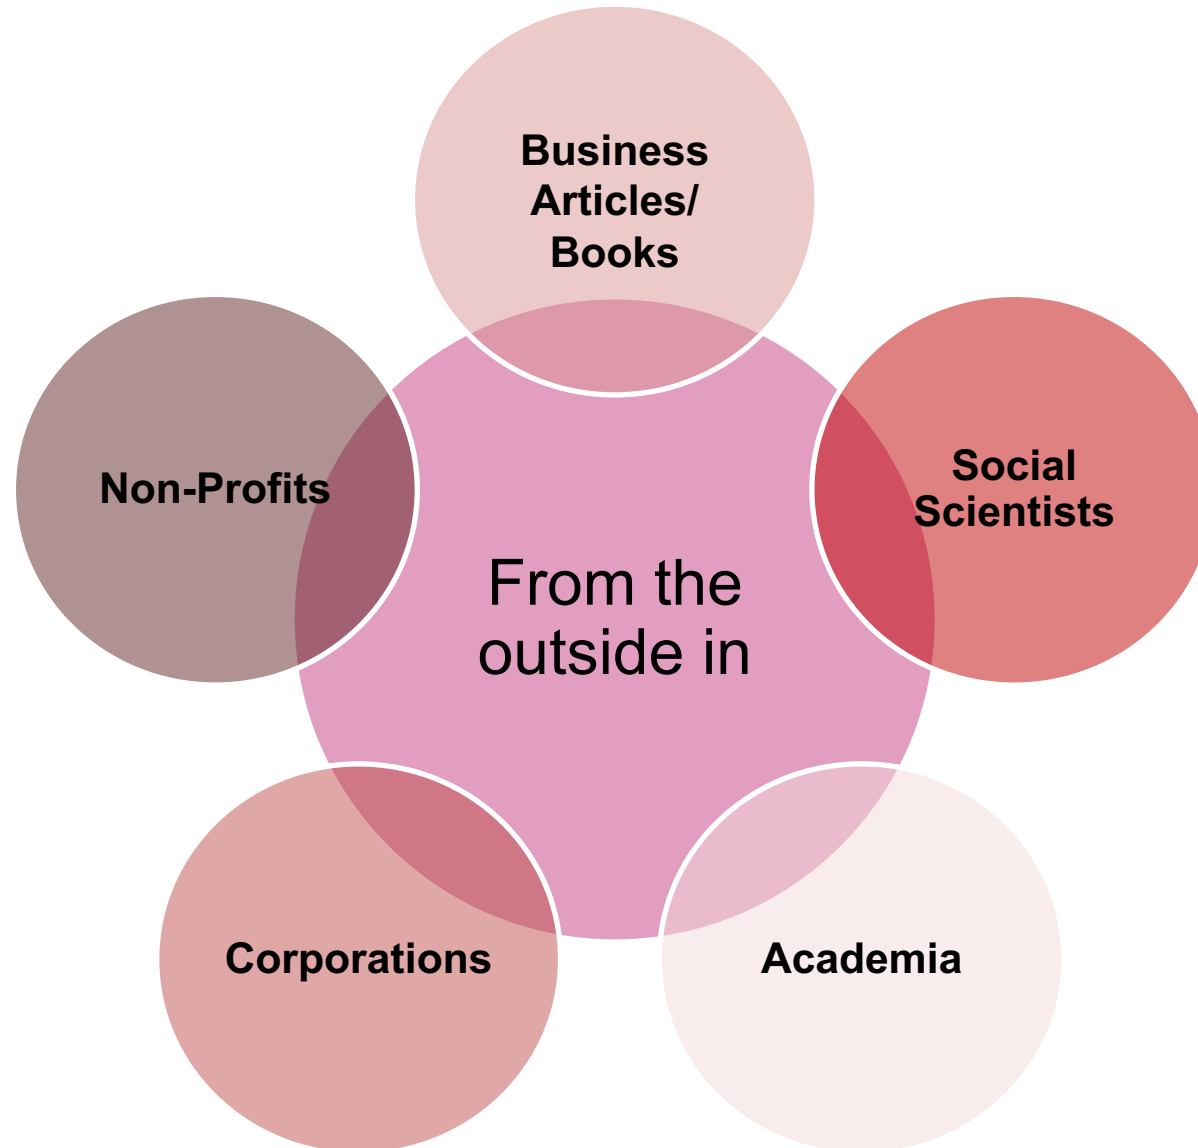 Business
Articles/
Books
Non-Profits
Social
Scientists
From the
outside in
Corporations
Academia